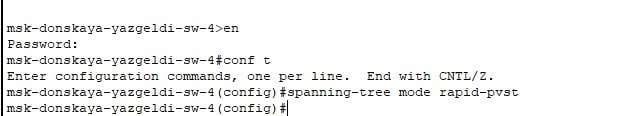 msk-donskaya-yazgeldi-sw-4>en
Password:
msk-donskaya-yazgeldi-sw-4#conf t
Enter configuration commands, one per line.  End with CNTL/Z.
msk-donskaya-yazgeldi-sw-4(config)#spanning-tree mode rapid-pvst
msk-donskaya-yazgeldi-sw-4(config)#